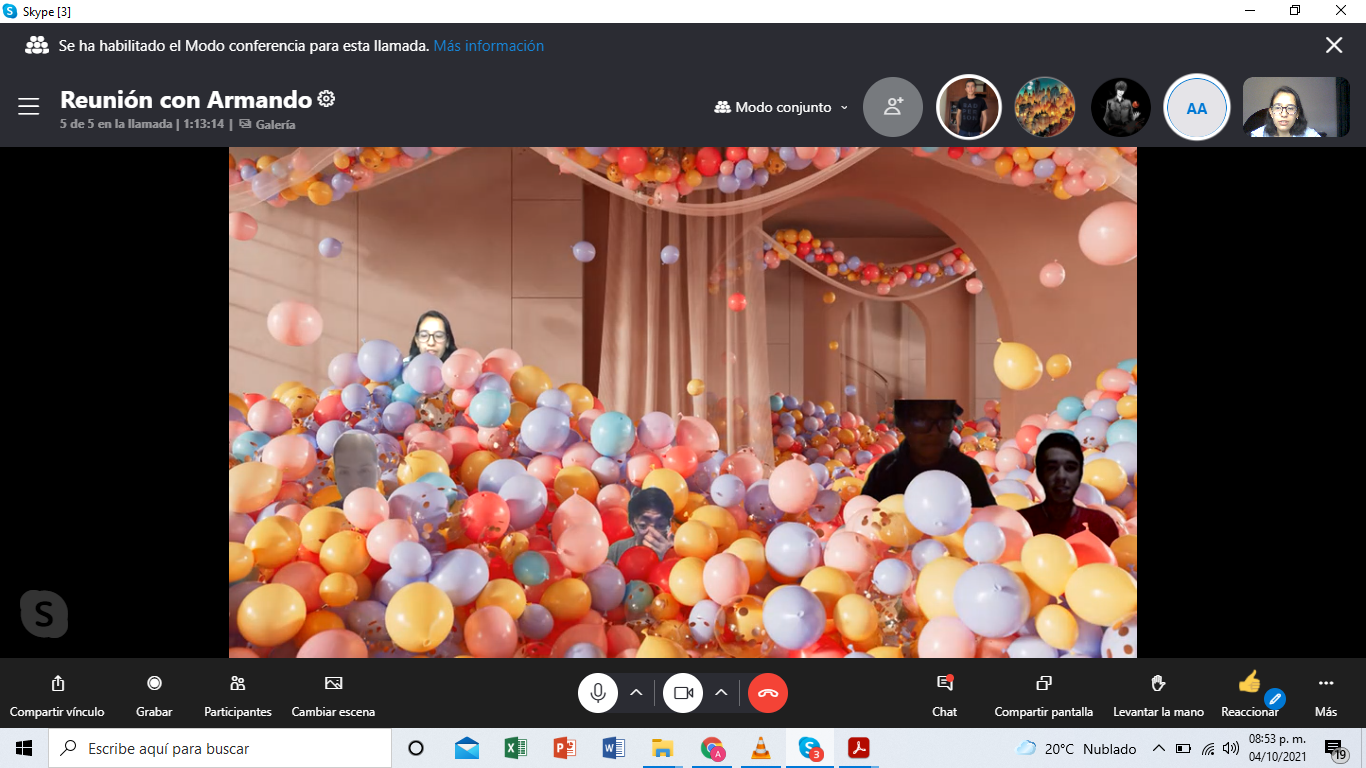 Skype [3]
Se ha habilitado el Modo conferencia para esta llamada. Más información
Reunión con Armando
5 de 5 en la llamada | 1:13:14 | Galería
Modo conjunto
AA
S
Compartir vínculo
Grabar
Participantes
Cambiar escena
Chat
Compartir pantalla
Levantar la mano
Reaccionar
Más
Escribe aquí para buscar
A
3
20°C Nublado
08:53 p. m.
04/10/2021
19